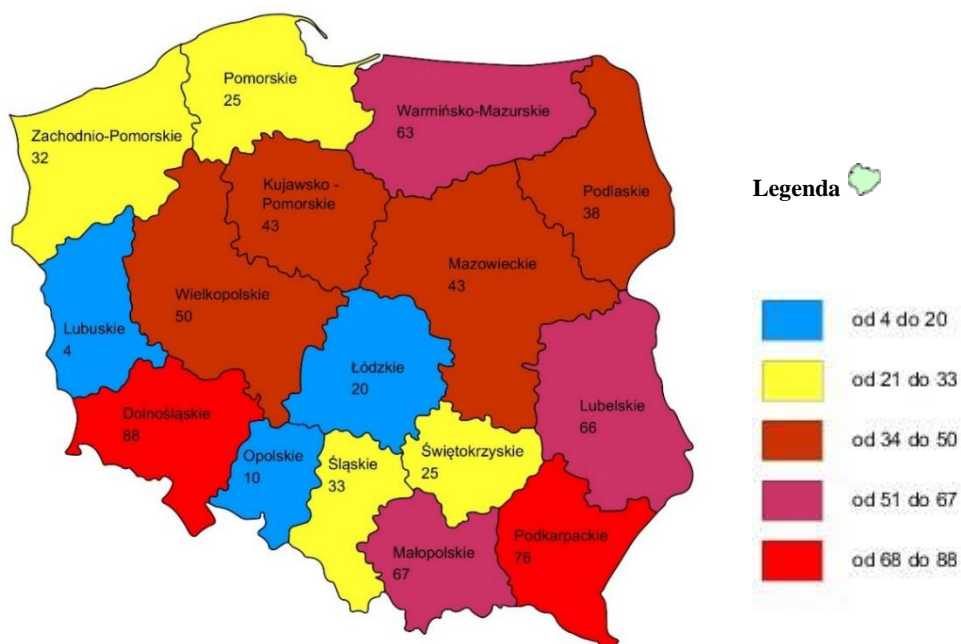 Pomorskie
25
Warmińsko-Mazurskie
63
Zachodnio-Pomorskie
32
Kujawsko -
Pomorskie
43
Podlaskie
38
Mazowieckie
43
Wielkopolskie
50
Lubuskie
4
Łódzkie
20
Lubelskie
66
Dolnośląskie
88
Opolskie
10
Śląskie
33
Świętokrzyskie
25
Małopolskie
67
Podkarpackie
76
Legenda
od 4 do 20
od 21 do 33
od 34 do 50
od 51 do 67
od 68 do 88